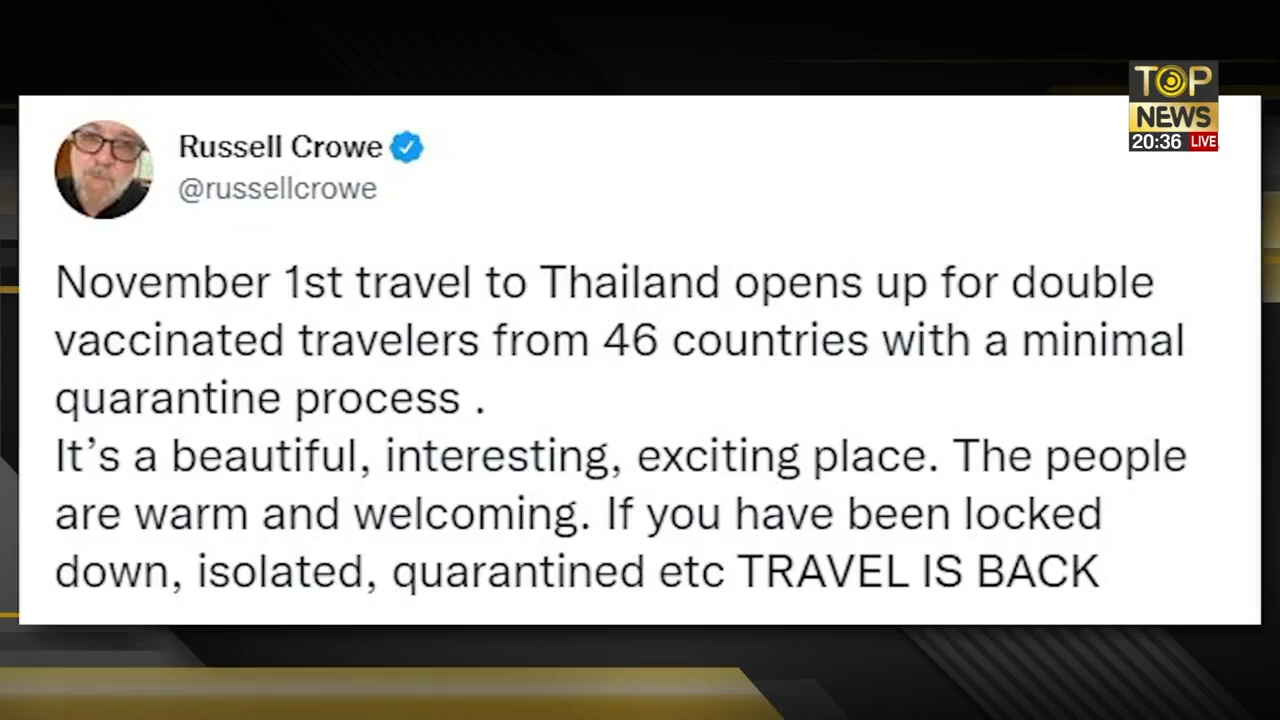 TOP
NEWS
20:36 LIVE
Russell Crowe
@russellcrowe
November 1st travel to Thailand opens up for double
vaccinated travelers from 46 countries with a minimal
quarantine process .
It’s a beautiful, interesting, exciting place. The people
are warm and welcoming. If you have been locked
down, isolated, quarantined etc TRAVEL IS BACK